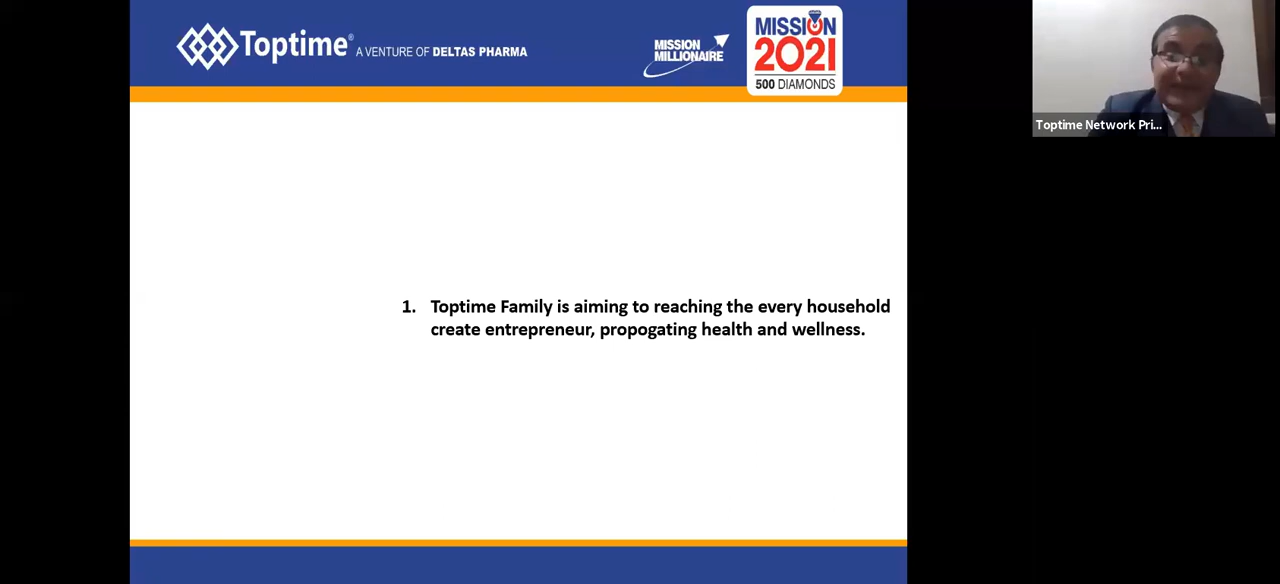 Toptime® A VENTURE OF DELTAS PHARMA
MISSION
MILLIONAIRE
MISSION
2021
500 DIAMONDS
Toptime Network Pri...
1. Toptime Family is aiming to reaching the every household
create entrepreneur, propogating health and wellness.